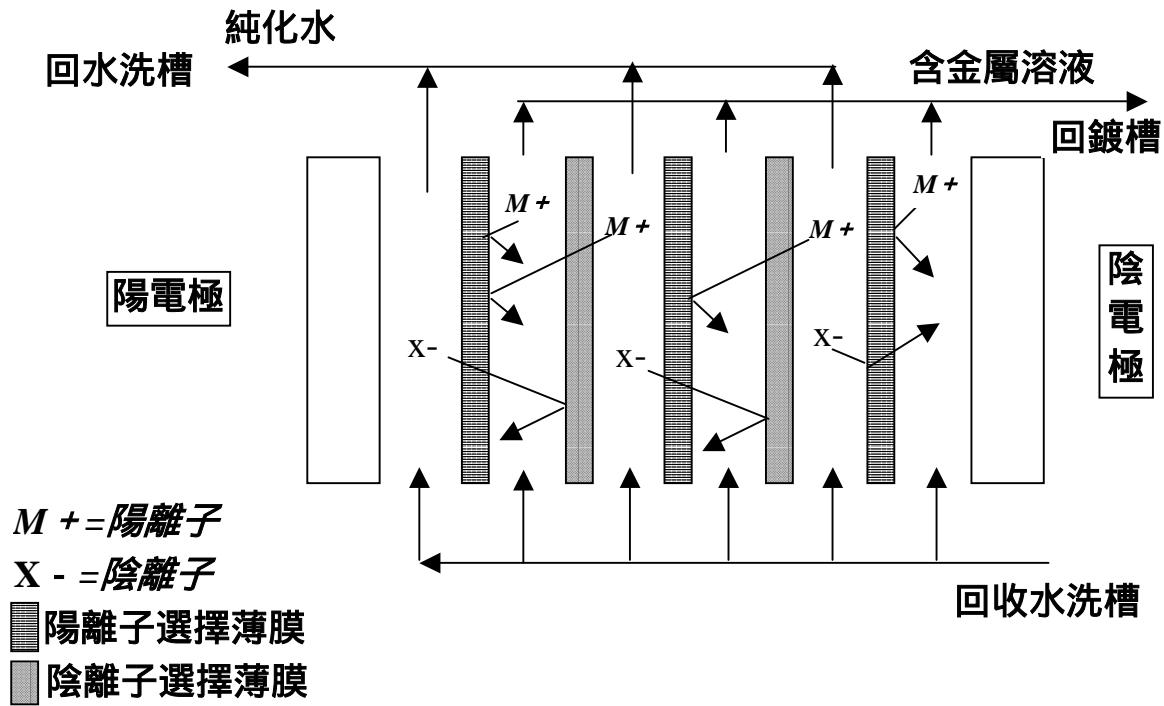 純化水
回水洗槽
含金屬溶液
回鍍槽
M +
M +
M +
M +
陽電極
陰電極
X-
X-
X-
M + =陽離子
X - =陰離子
回收水洗槽
陽離子選擇薄膜
陰離子選擇薄膜